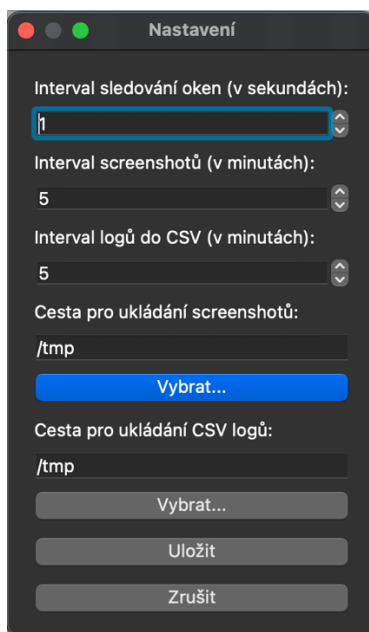 Nastavení
Interval sledování oken (v sekundách):
1
Interval screenshotů (v minutách):
5
Interval logů do CSV (v minutách):
5
Cesta pro ukládání screenshotů:
/tmp
Vybrat...
Cesta pro ukládání CSV logů:
/tmp
Vybrat...
Uložit
Zrušit